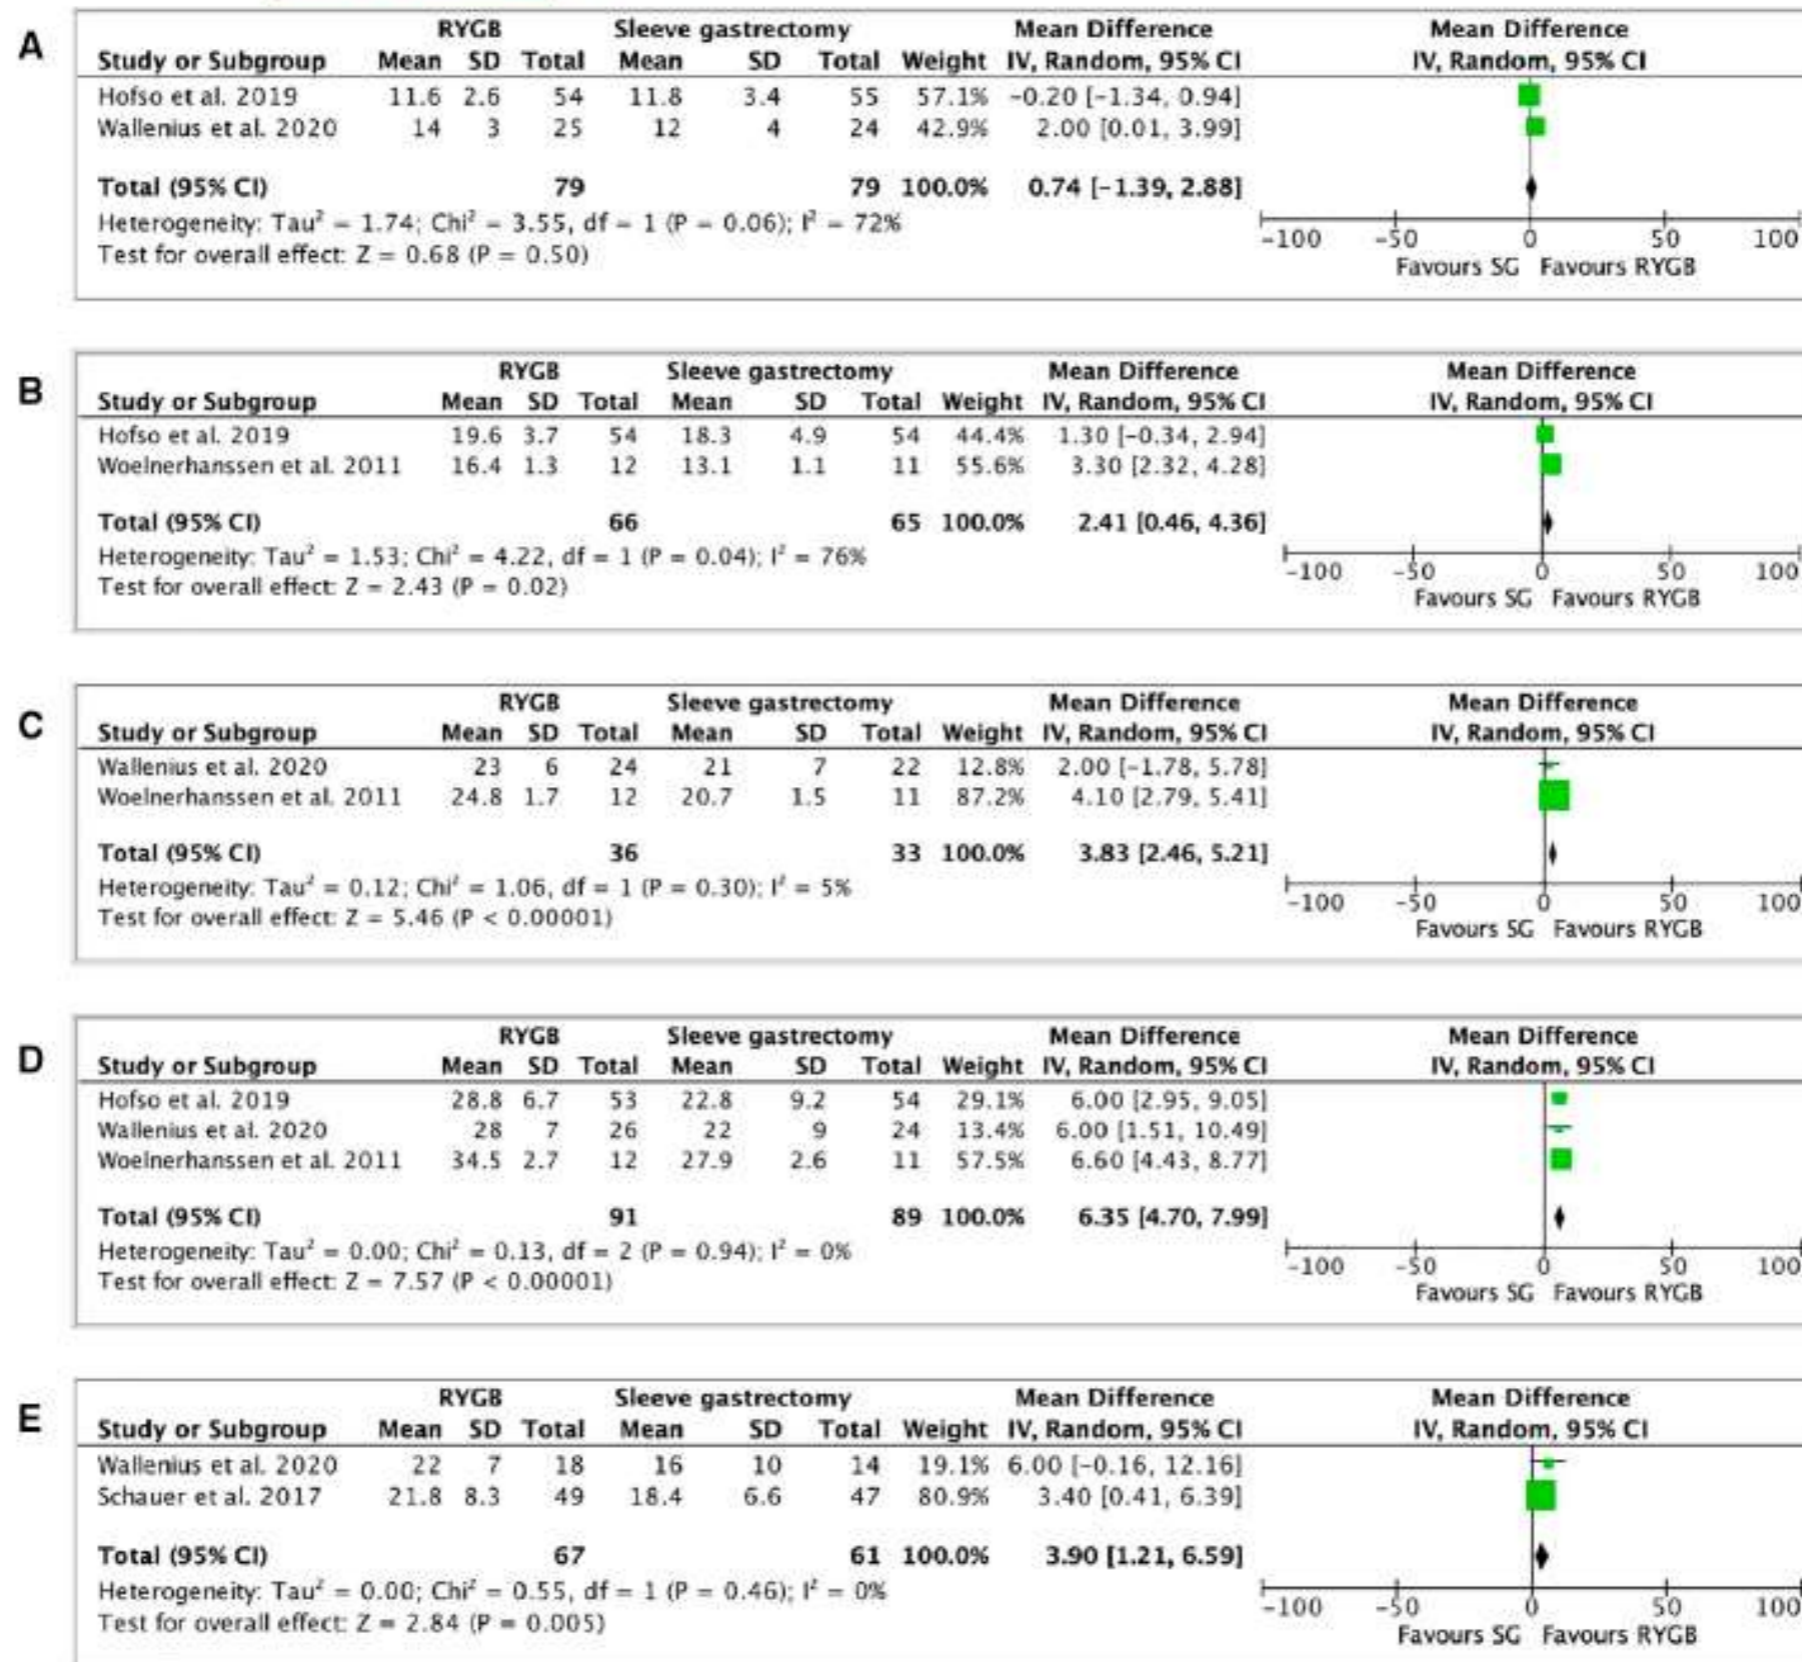 A
RYGB Sleeve gastrectomy Mean Difference Mean Difference
Study or Subgroup Mean SD Total Mean SD Total Weight IV, Random, 95% CI IV, Random, 95% CI
Hofso et al. 2019 11.6 2.6 54 11.8 3.4 55 57.1% -0.20 [-1.34, 0.94]
Wallenius et al. 2020 14 3 25 12 4 24 42.9% 2.00 [0.01, 3.99]
Total (95% CI) 79 79 100.0% 0.74 [-1.39, 2.88]
Heterogeneity: Tau² = 1.74; Chi² = 3.55, df = 1 (P = 0.06); I² = 72%
Test for overall effect: Z = 0.68 (P = 0.50)
-100 -50 0 50 100
Favours SG Favours RYGB
B
RYGB Sleeve gastrectomy Mean Difference Mean Difference
Study or Subgroup Mean SD Total Mean SD Total Weight IV, Random, 95% CI IV, Random, 95% CI
Hofso et al. 2019 19.6 3.7 54 18.3 4.9 54 44.4% 1.30 [-0.34, 2.94]
Woelnerhanssen et al. 2011 16.4 1.3 12 13.1 1.1 11 55.6% 3.30 [2.32, 4.28]
Total (95% CI) 66 65 100.0% 2.41 [0.46, 4.36]
Heterogeneity: Tau² = 1.53; Chi² = 4.22, df = 1 (P = 0.04); I² = 76%
Test for overall effect: Z = 2.43 (P = 0.02)
-100 -50 0 50 100
Favours SG Favours RYGB
C
RYGB Sleeve gastrectomy Mean Difference Mean Difference
Study or Subgroup Mean SD Total Mean SD Total Weight IV, Random, 95% CI IV, Random, 95% CI
Wallenius et al. 2020 23 6 24 21 7 22 12.8% 2.00 [-1.78, 5.78]
Woelnerhanssen et al. 2011 24.8 1.7 12 20.7 1.5 11 87.2% 4.10 [2.79, 5.41]
Total (95% CI) 36 33 100.0% 3.83 [2.46, 5.21]
Heterogeneity: Tau² = 0.12; Chi² = 1.06, df = 1 (P = 0.30); I² = 5%
Test for overall effect: Z = 5.46 (P < 0.00001)
-100 -50 0 50 100
Favours SG Favours RYGB
D
RYGB Sleeve gastrectomy Mean Difference Mean Difference
Study or Subgroup Mean SD Total Mean SD Total Weight IV, Random, 95% CI IV, Random, 95% CI
Hofso et al. 2019 28.8 6.7 53 22.8 9.2 54 29.1% 6.00 [2.95, 9.05]
Wallenius et al. 2020 28 7 26 22 9 24 13.4% 6.00 [1.51, 10.49]
Woelnerhanssen et al. 2011 34.5 2.7 12 27.9 2.6 11 57.5% 6.60 [4.43, 8.77]
Total (95% CI) 91 89 100.0% 6.35 [4.70, 7.99]
Heterogeneity: Tau² = 0.00; Chi² = 0.13, df = 2 (P = 0.94); I² = 0%
Test for overall effect: Z = 7.57 (P < 0.00001)
-100 -50 0 50 100
Favours SG Favours RYGB
E
RYGB Sleeve gastrectomy Mean Difference Mean Difference
Study or Subgroup Mean SD Total Mean SD Total Weight IV, Random, 95% CI IV, Random, 95% CI
Wallenius et al. 2020 22 7 18 16 10 14 19.1% 6.00 [-0.16, 12.16]
Schauer et al. 2017 21.8 8.3 49 18.4 6.6 47 80.9% 3.40 [0.41, 6.39]
Total (95% CI) 67 61 100.0% 3.90 [1.21, 6.59]
Heterogeneity: Tau² = 0.00; Chi² = 0.55, df = 1 (P = 0.46); I² = 0%
Test for overall effect: Z = 2.84 (P = 0.005)
-100 -50 0 50 100
Favours SG Favours RYGB